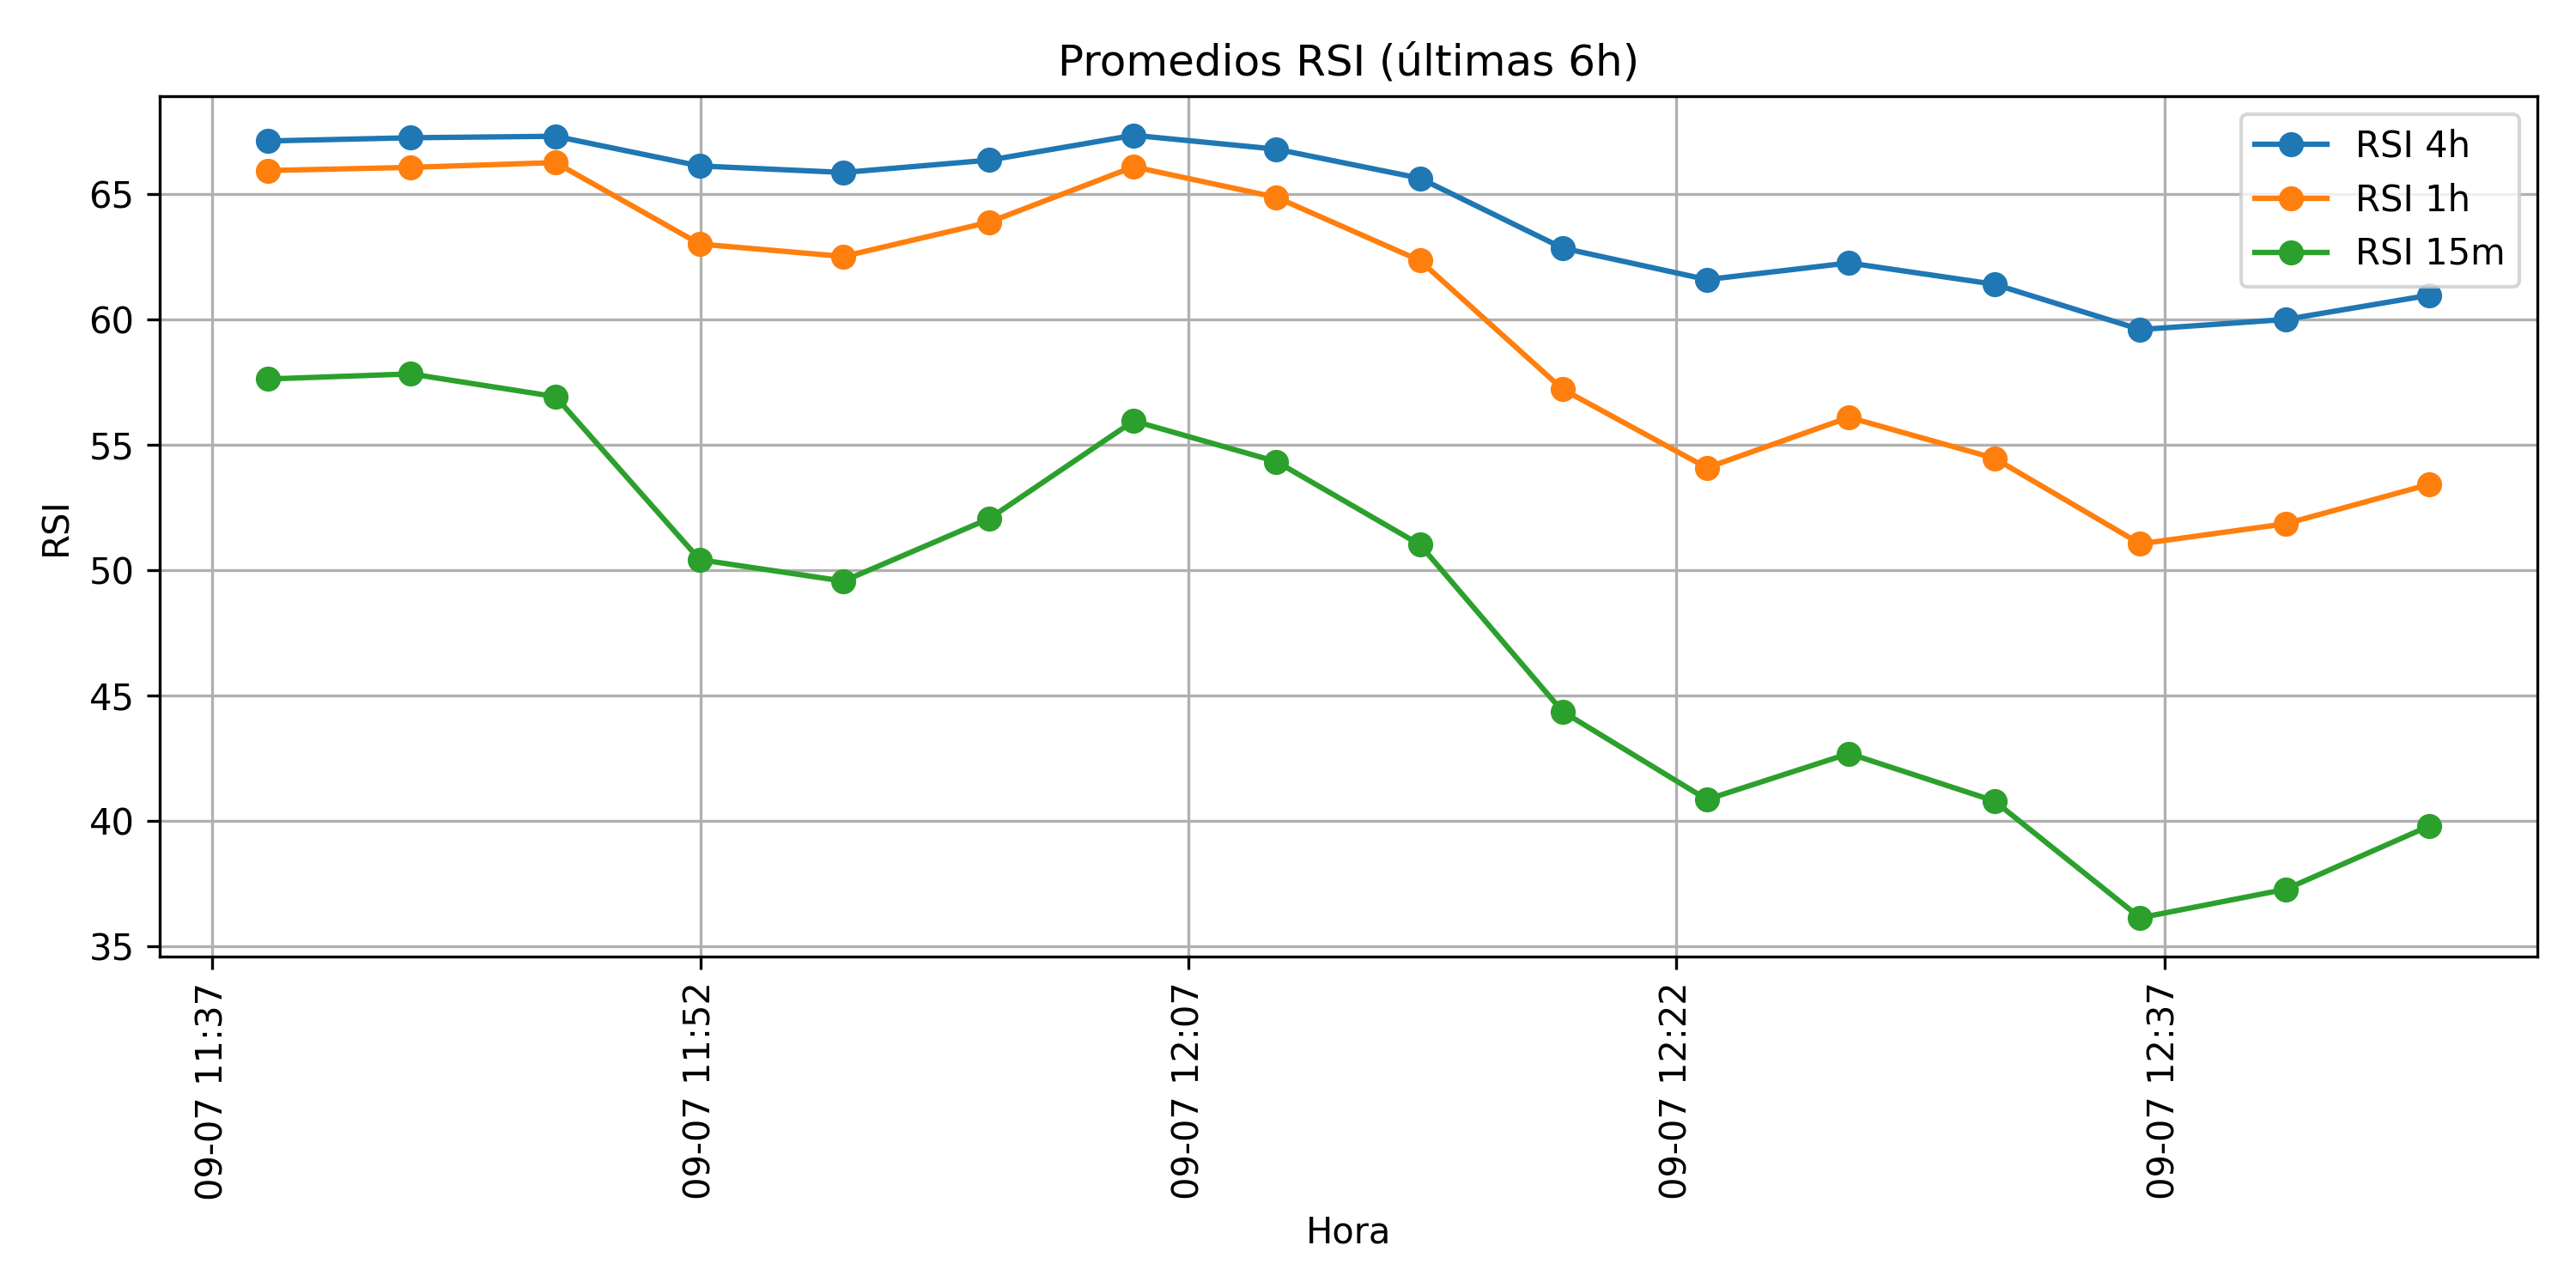 Promedios RSI (últimas 6h)
RSI 4h
RSI 1h
RSI 15m
RSI
65
60
55
50
45
40
35
09-07 11:37
09-07 11:52
09-07 12:07
09-07 12:22
09-07 12:37
Hora